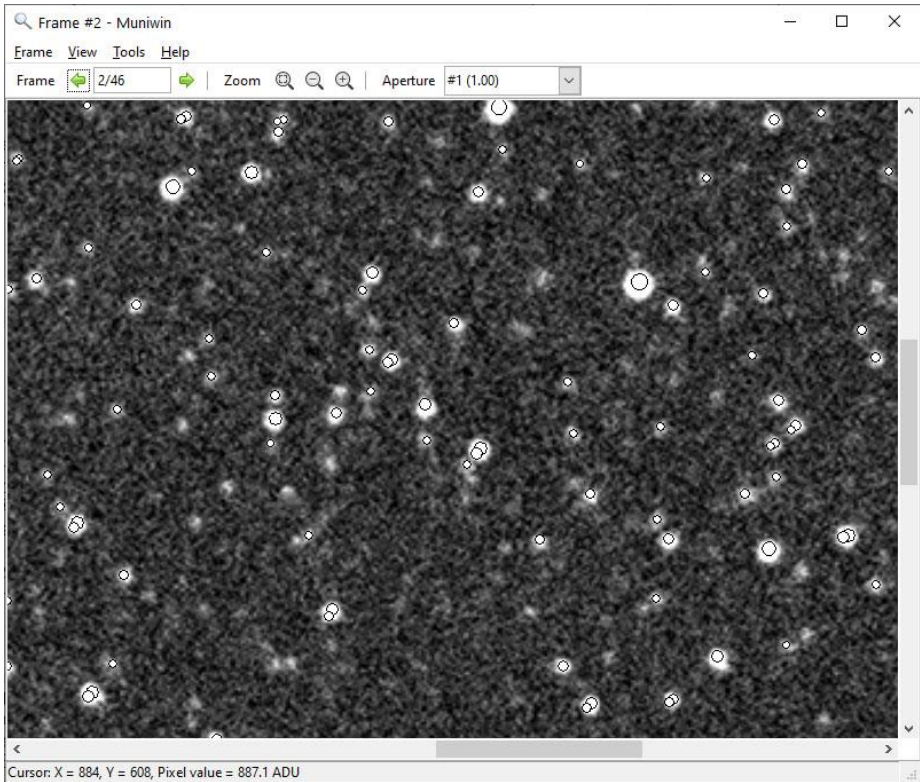 Frame #2 - Muniwin
Frame View Tools Help
Frame 2/46 Zoom Aperture #1 (1.00)
Cursor: X = 884, Y = 608, Pixel value = 887.1 ADU